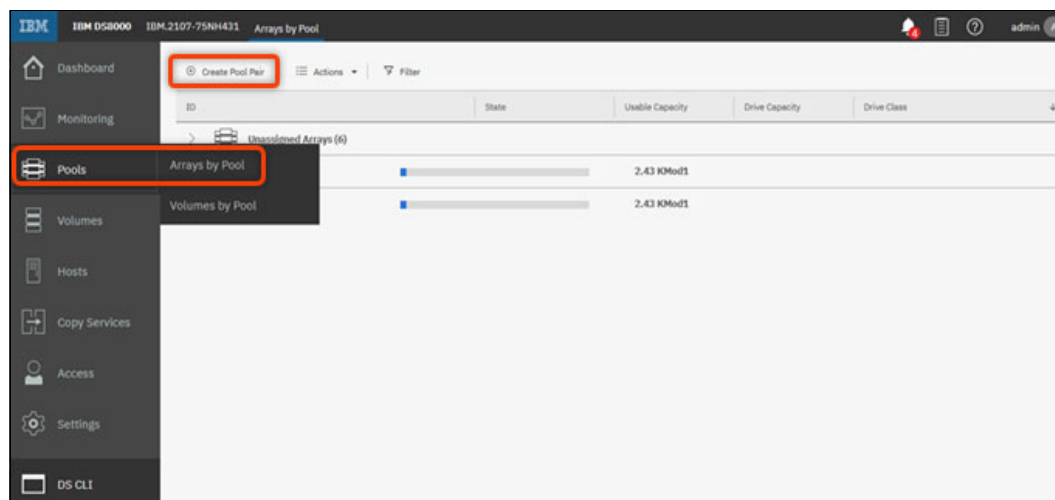 IBM IBM DS8000 IBM.2107-75NH431 Arrays by Pool 4 admin A
Dashboard
Create Pool Pair Actions Filter
ID State Usable Capacity Drive Capacity Drive Class
Monitoring
Unassigned Arrays (6)
Pools Arrays by Pool
2.43 KMod1
Volumes by Pool
2.43 KMod1
Volumes
Hosts
Copy Services
Access
Settings
DS CLI